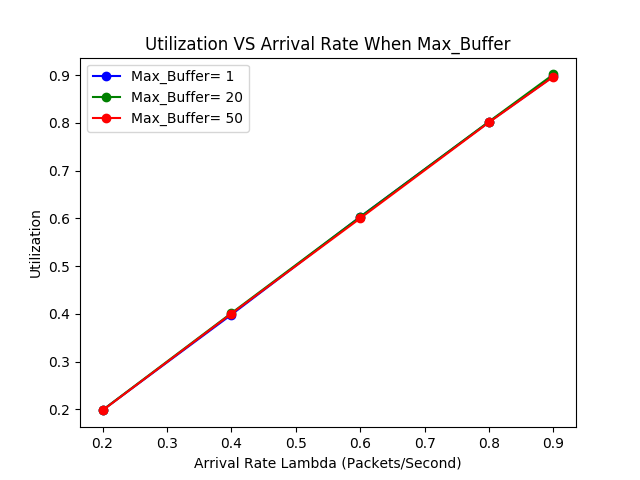 Utilization VS Arrival Rate When Max_Buffer
Max_Buffer= 1
Max_Buffer= 20
Max_Buffer= 50
Utilization
0.9
0.8
0.7
0.6
0.5
0.4
0.3
0.2
0.2 0.3 0.4 0.5 0.6 0.7 0.8 0.9
Arrival Rate Lambda (Packets/Second)